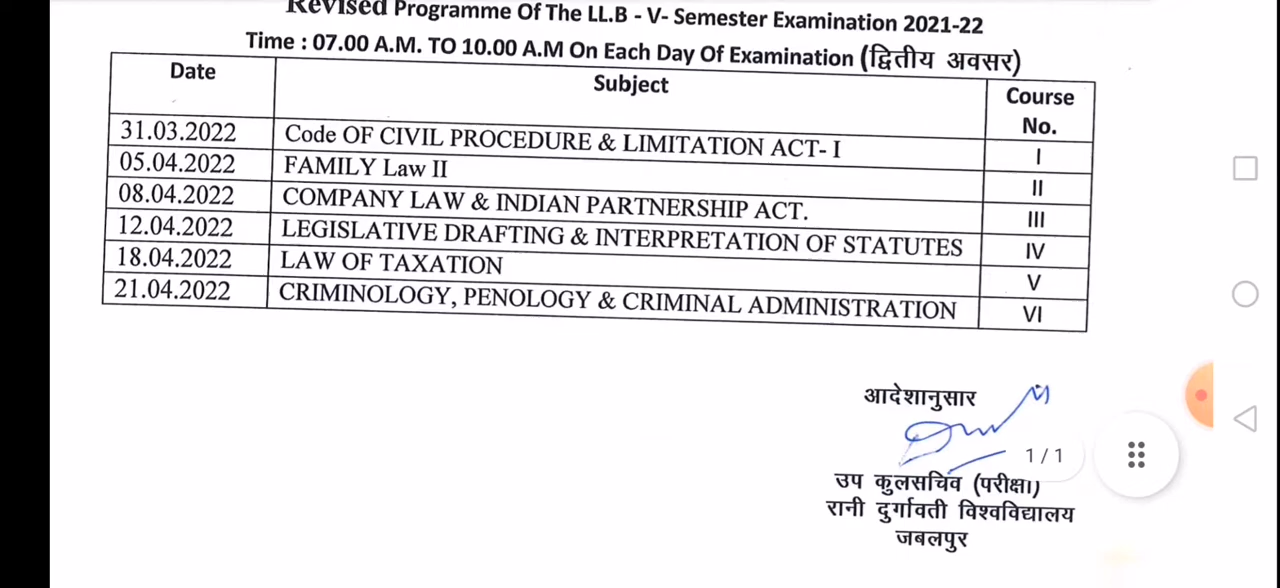 Revised Programme Of The LL.B - V- Semester Examination 2021-22
Time : 07.00 A.M. TO 10.00 A.M On Each Day Of Examination (द्वितीय अवसर)
Date Subject Course No.
31.03.2022 Code OF CIVIL PROCEDURE & LIMITATION ACT- I I
05.04.2022 FAMILY Law II II
08.04.2022 COMPANY LAW & INDIAN PARTNERSHIP ACT. III
12.04.2022 LEGISLATIVE DRAFTING & INTERPRETATION OF STATUTES IV
18.04.2022 LAW OF TAXATION V
21.04.2022 CRIMINOLOGY, PENOLOGY & CRIMINAL ADMINISTRATION VI
आदेशानुसार
1 / 1
उप कुलसचिव (परीक्षा)
रानी दुर्गावती विश्वविद्यालय
जबलपुर